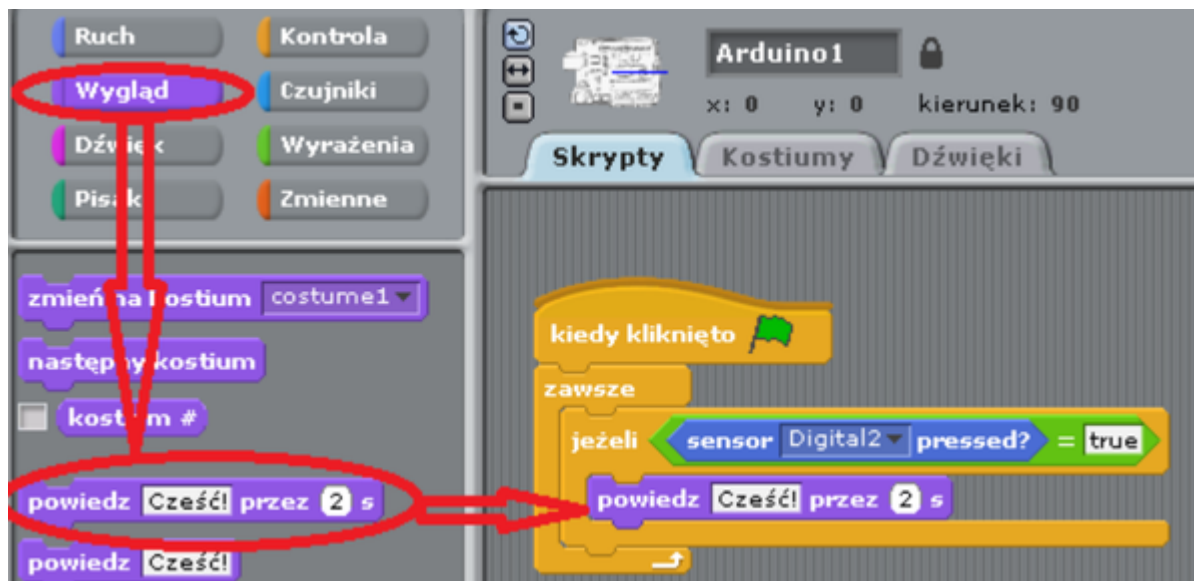 Ruch
Kontrola
Wygląd
Czujniki
Dźwięk
Wyrażenia
Pisak
Zmienne
zmień na kostium costume1
następny kostium
kostium #
powiedz Cześć! przez 2 s
powiedz Cześć!
Arduino1
x: 0 y: 0 kierunek: 90
Skrypty Kostiumy Dźwięki
kiedy kliknięto
zawsze
jeżeli sensor Digital2 pressed? = true
powiedz Cześć! przez 2 s